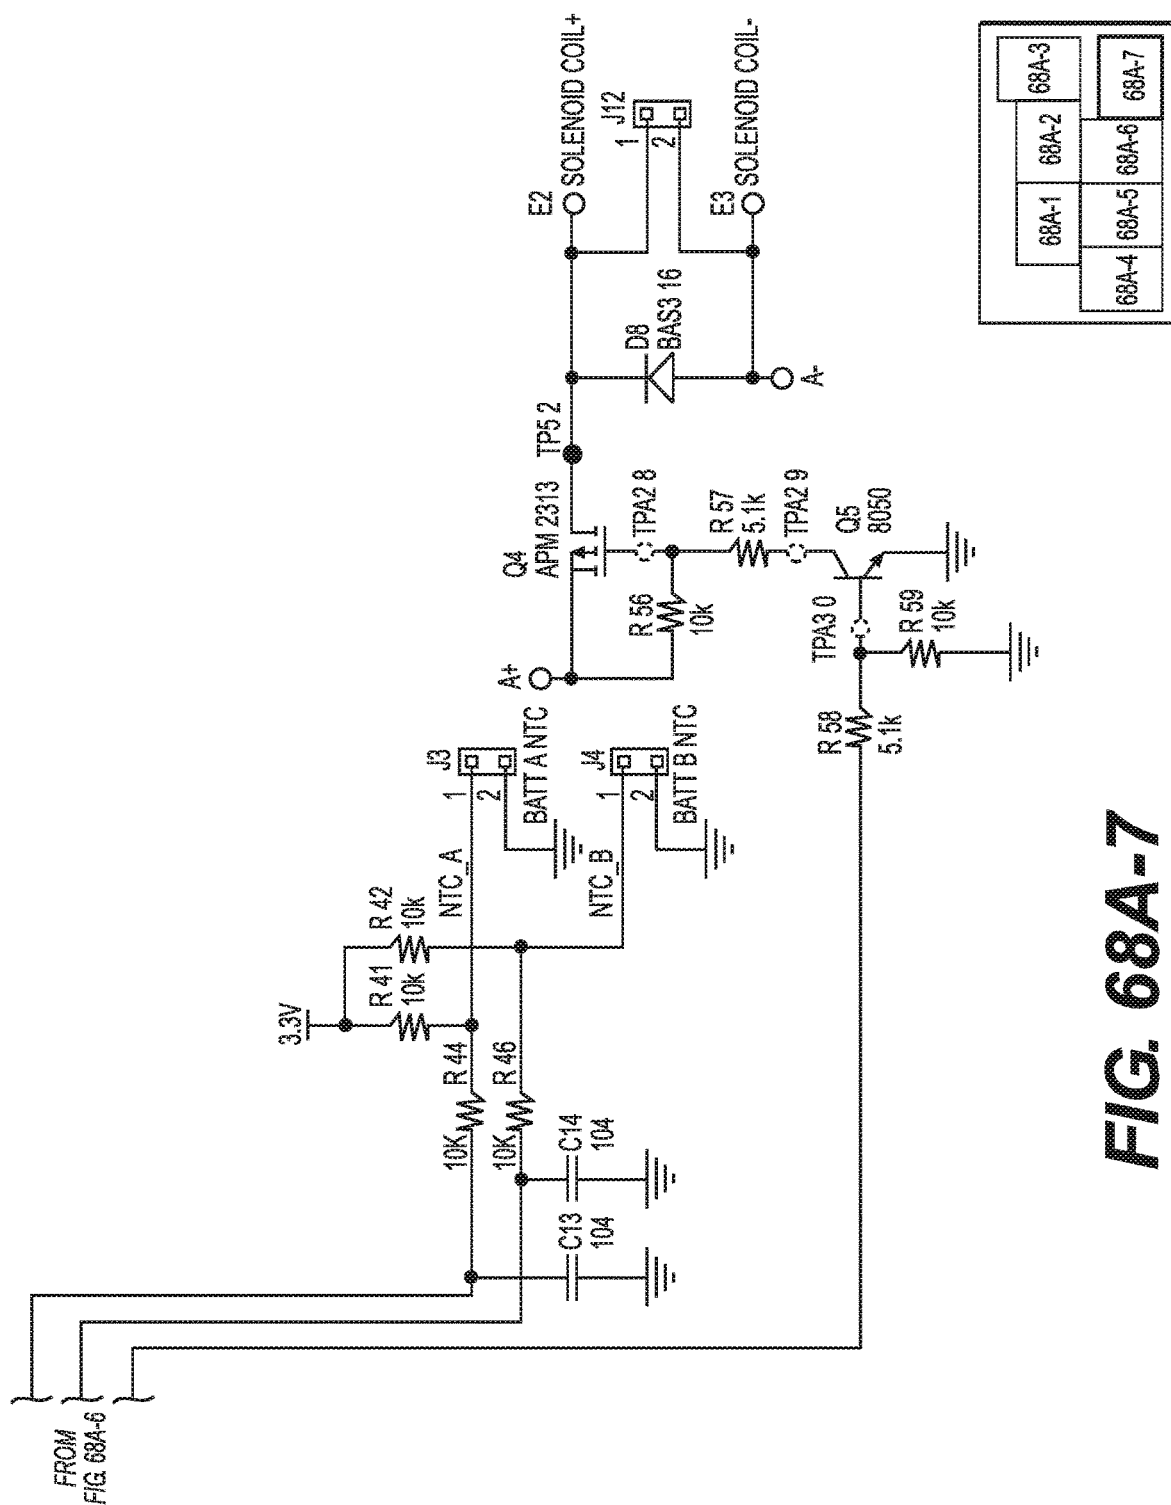 FROM
FIG. 68A-6
3.3V
R 41
10k
R 42
10k
R 44
10K
R 46
10K
C13
104
C14
104
NTC_A
J3
1
2
BATT A NTC
NTC_B
J4
1
2
BATT B NTC
A+
Q4
APM 2313
TP5 2
E2
SOLENOID COIL+
J12
1
2
E3
SOLENOID COIL-
D8
BAS3 16
A-
TPA2 8
R 56
10k
R 57
5.1k
TPA2 9
Q5
8050
TPA3 0
R 58
5.1k
R 59
10k
68A-1
68A-2
68A-3
68A-4
68A-5
68A-6
68A-7
FIG. 68A-7